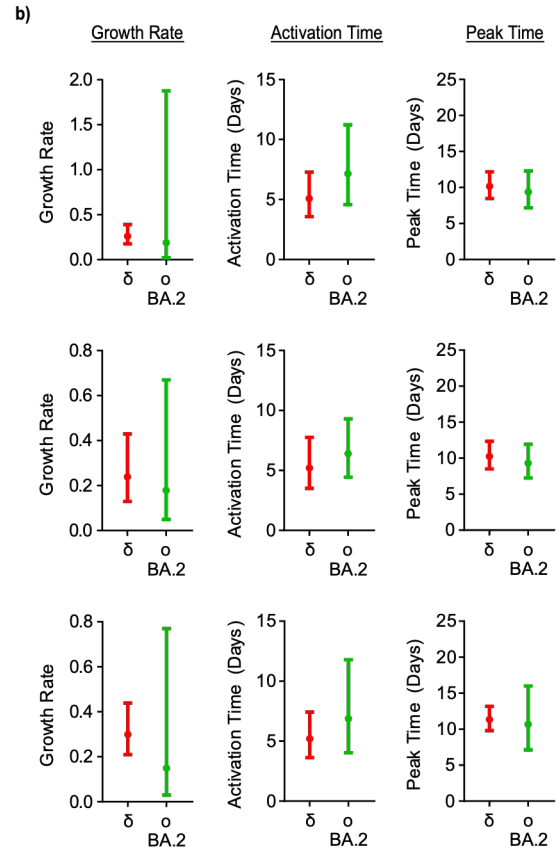 b)
Growth Rate Activation Time Peak Time
Growth Rate
2.0
1.5
1.0
0.5
0.0
δ o
BA.2
Activation Time (Days)
15
10
5
0
δ o
BA.2
Peak Time (Days)
25
20
15
10
5
0
δ o
BA.2
Growth Rate
0.8
0.6
0.4
0.2
0.0
δ o
BA.2
Activation Time (Days)
15
10
5
0
δ o
BA.2
Peak Time (Days)
25
20
15
10
5
0
δ o
BA.2
Growth Rate
0.8
0.6
0.4
0.2
0.0
δ o
BA.2
Activation Time (Days)
15
10
5
0
δ o
BA.2
Peak Time (Days)
25
20
15
10
5
0
δ o
BA.2